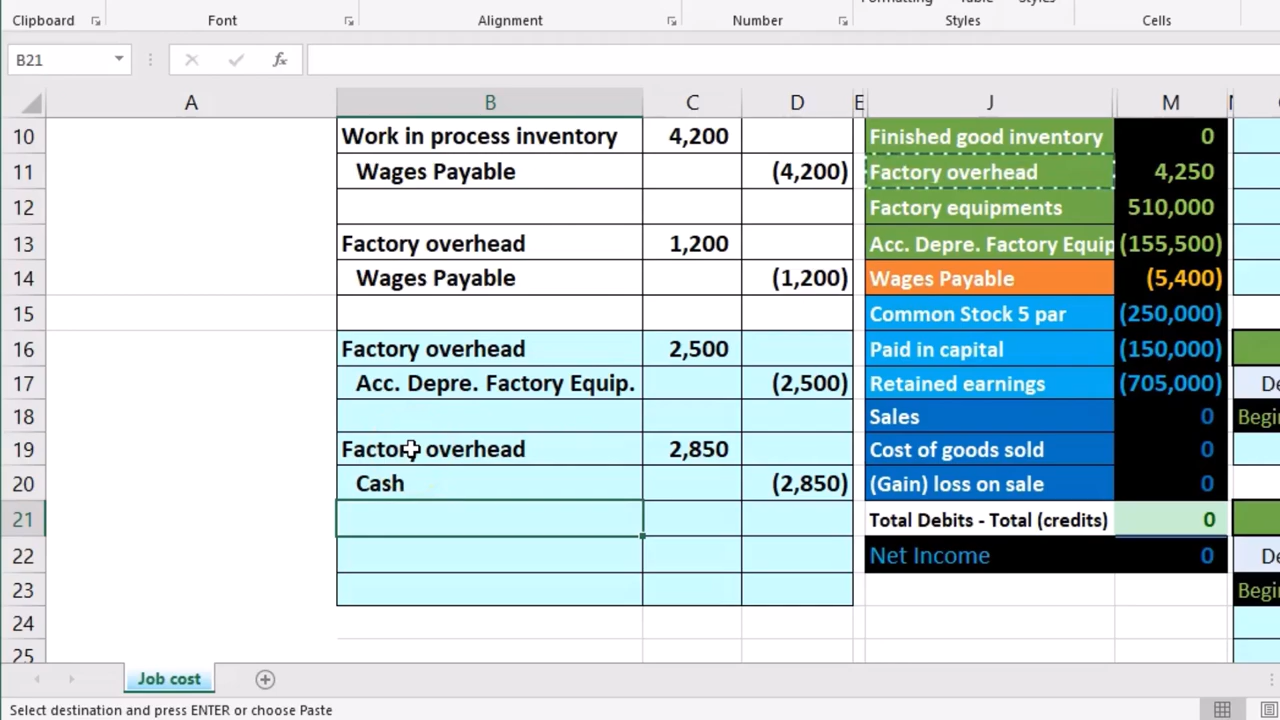 Clipboard Font Alignment Number Styles Cells
B21 fx
A B C D E J M
10 Work in process inventory 4,200 Finished good inventory 0
11 Wages Payable (4,200) Factory overhead 4,250
12 Factory equipments 510,000
13 Factory overhead 1,200 Acc. Depre. Factory Equip (155,500)
14 Wages Payable (1,200) Wages Payable (5,400)
15 Common Stock 5 par (250,000)
16 Factory overhead 2,500 Paid in capital (150,000)
17 Acc. Depre. Factory Equip. (2,500) Retained earnings (705,000) De
18 Sales 0 Begi
19 Factory overhead 2,850 Cost of goods sold 0
20 Cash (2,850) (Gain) loss on sale 0
21 Total Debits - Total (credits) 0
22 Net Income 0 De
23 Begi
24
25
Job cost
Select destination and press ENTER or choose Paste